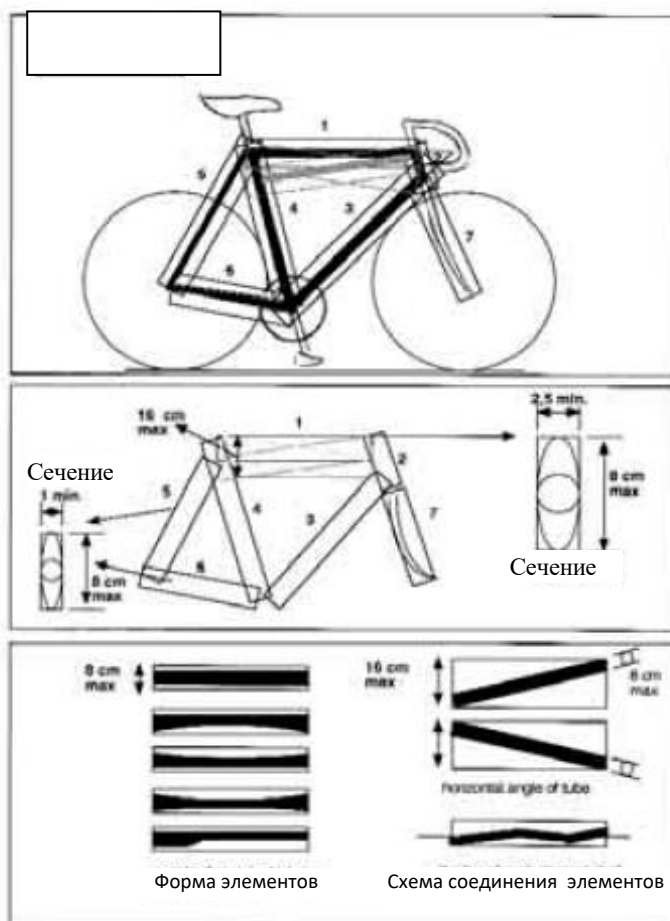 1
5
4
3
6
7
16 cm
max
1
2,5 min.
8 cm
max
Сечение
Сечение
1 min.
8 cm
max
5
4
3
2
7
6
8 cm
max
16 cm
max
8 cm
max
horizontal angle of tube
Форма элементов
Схема соединения элементов